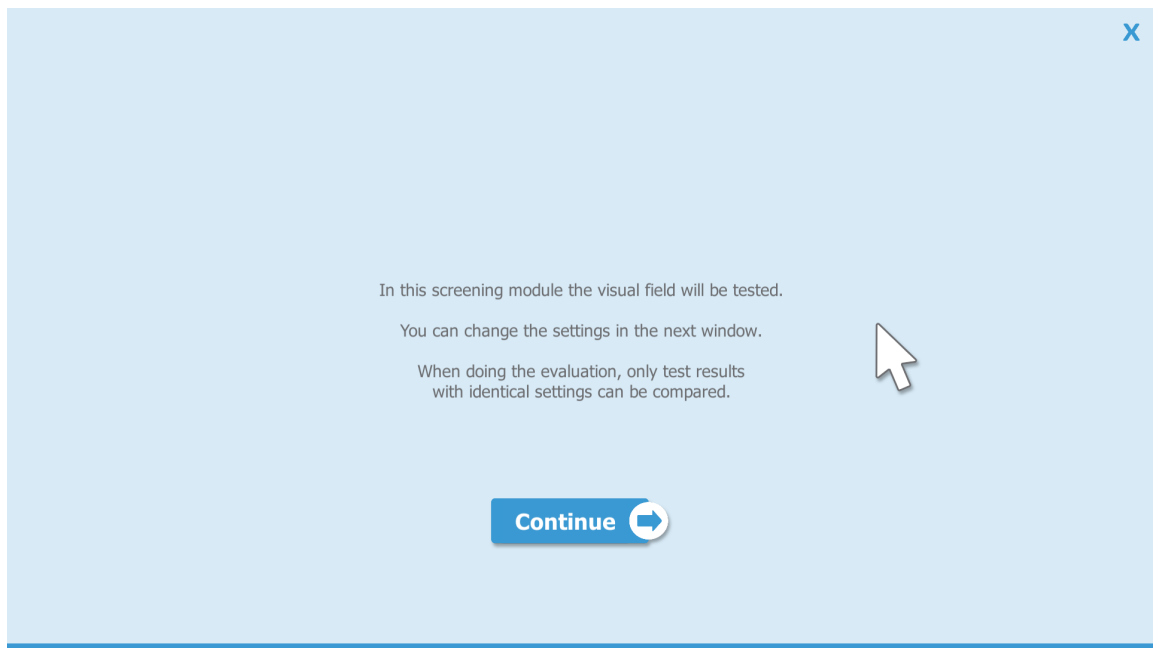 X
In this screening module the visual field will be tested.
You can change the settings in the next window.
When doing the evaluation, only test results
with identical settings can be compared.
Continue